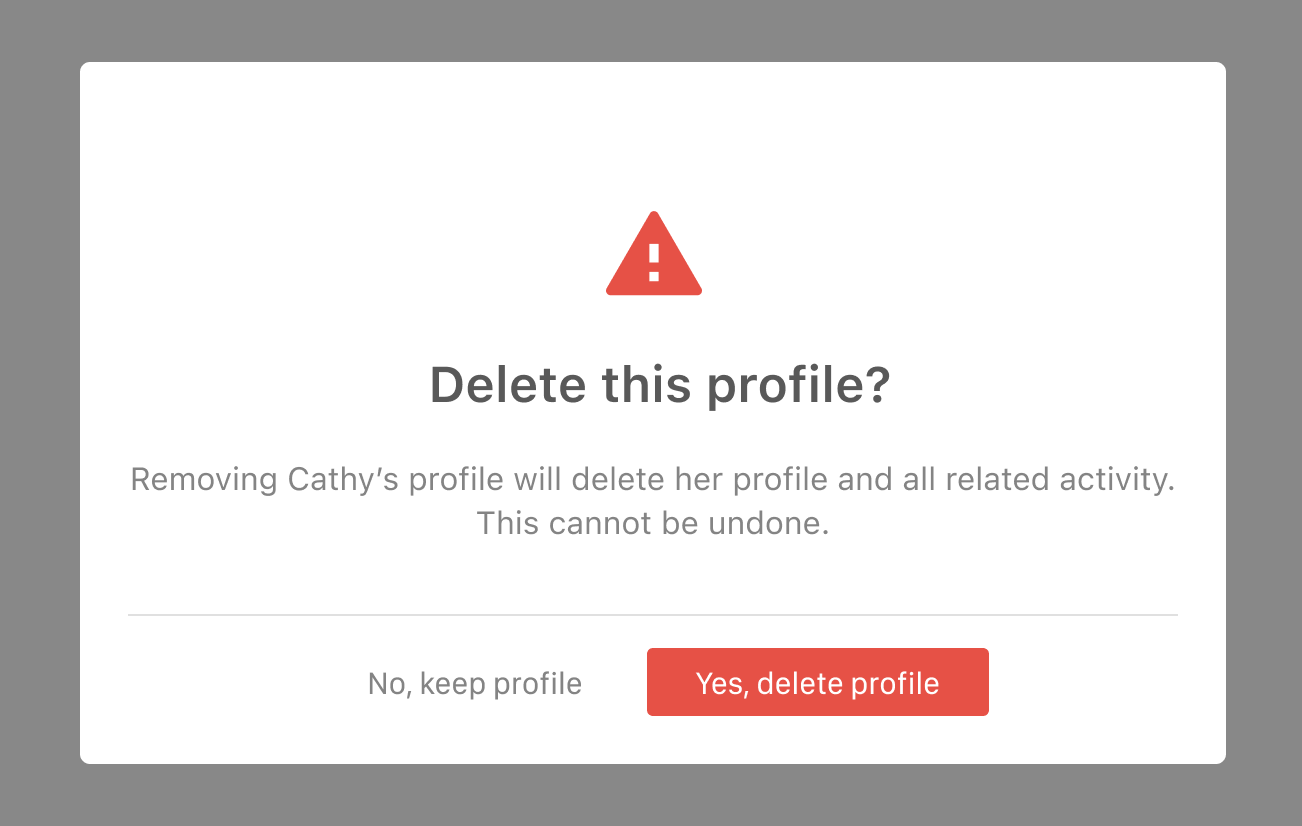 Delete this profile?
Removing Cathy’s profile will delete her profile and all related activity.
This cannot be undone.
No, keep profile
Yes, delete profile